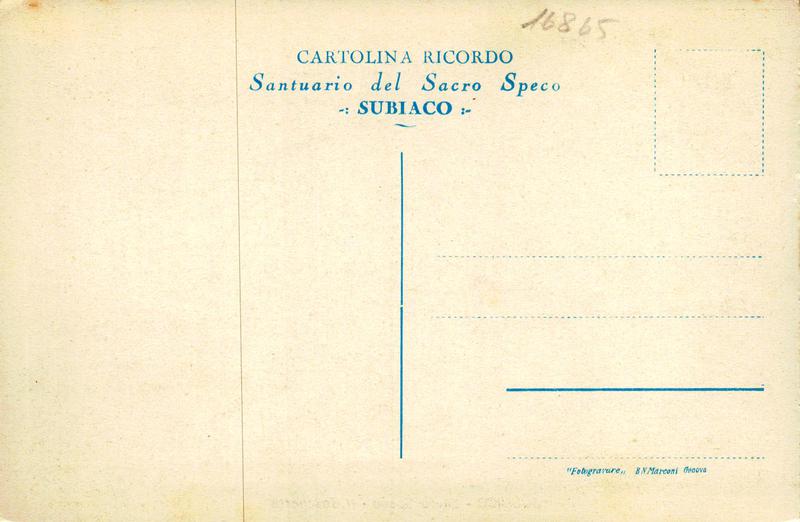 16865
CARTOLINA RICORDO
Santuario del Sacro Speco
-: SUBIACO :-
"Fotogravure„ B.N.Marconi Genova